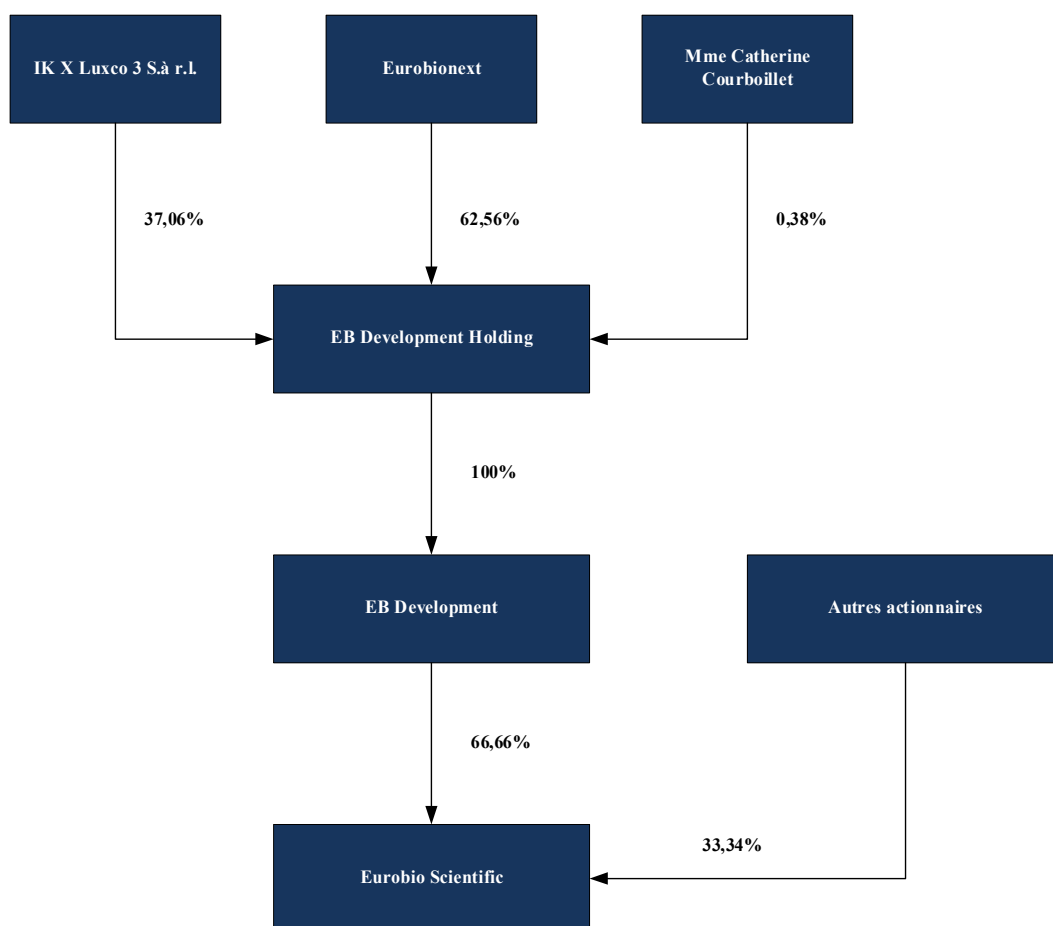 IK X Luxco 3 S.à r.l.
Eurobionext
Mme Catherine
Courboillet
37,06%
62,56%
0,38%
EB Development Holding
100%
EB Development
Autres actionnaires
66,66%
33,34%
Eurobio Scientific